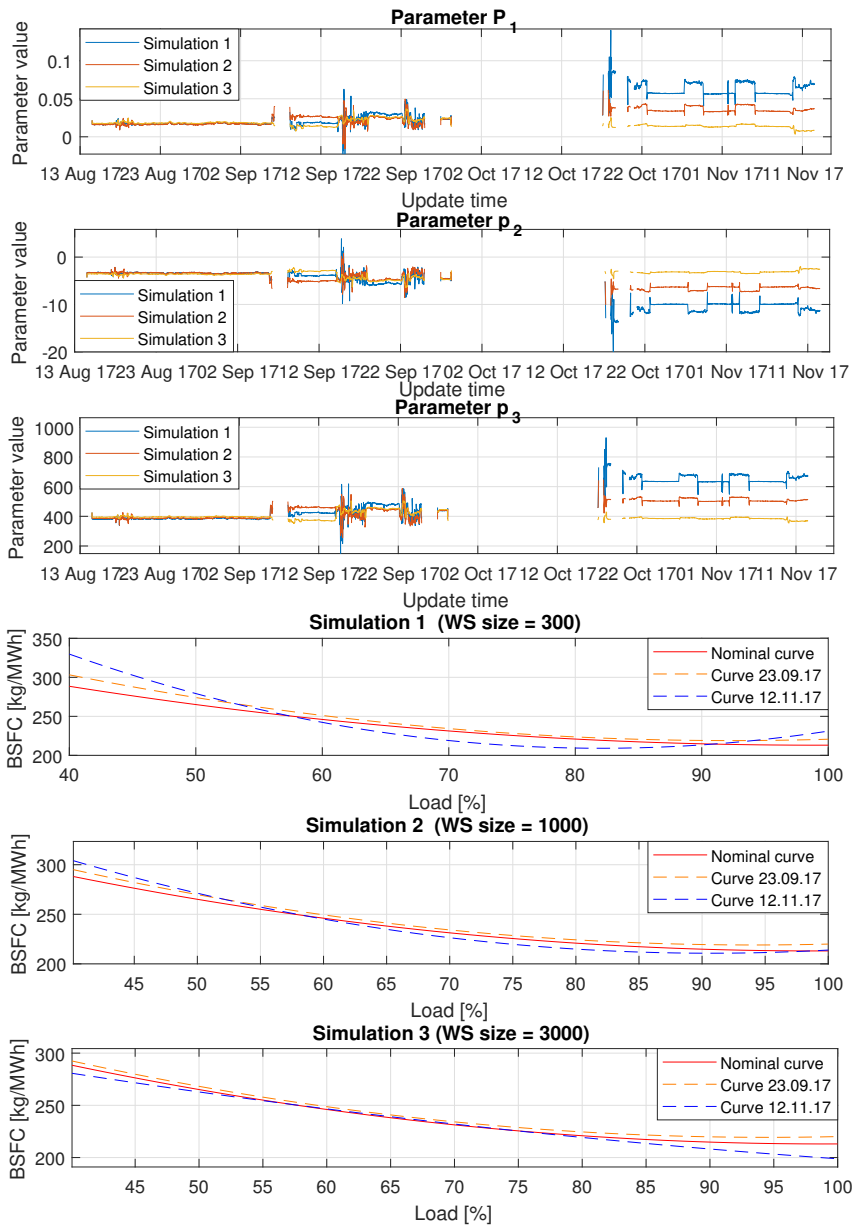 Parameter P1
Parameter value
0.1
0.05
0
Simulation 1
Simulation 2
Simulation 3
13 Aug 17 23 Aug 17 02 Sep 17 12 Sep 17 22 Sep 17 02 Oct 17 12 Oct 17 22 Oct 17 01 Nov 17 11 Nov 17
Update time
Parameter p2
Parameter value
0
-10
-20
Simulation 1
Simulation 2
Simulation 3
13 Aug 17 23 Aug 17 02 Sep 17 12 Sep 17 22 Sep 17 02 Oct 17 12 Oct 17 22 Oct 17 01 Nov 17 11 Nov 17
Update time
Parameter p3
Parameter value
1000
800
600
400
200
Simulation 1
Simulation 2
Simulation 3
13 Aug 17 23 Aug 17 02 Sep 17 12 Sep 17 22 Sep 17 02 Oct 17 12 Oct 17 22 Oct 17 01 Nov 17 11 Nov 17
Update time
Simulation 1 (WS size = 300)
BSFC [kg/MWh]
350
300
250
200
Nominal curve
Curve 23.09.17
Curve 12.11.17
40 50 60 70 80 90 100
Load [%]
Simulation 2 (WS size = 1000)
BSFC [kg/MWh]
300
250
200
Nominal curve
Curve 23.09.17
Curve 12.11.17
45 50 55 60 65 70 75 80 85 90 95 100
Load [%]
Simulation 3 (WS size = 3000)
BSFC [kg/MWh]
300
250
200
Nominal curve
Curve 23.09.17
Curve 12.11.17
45 50 55 60 65 70 75 80 85 90 95 100
Load [%]